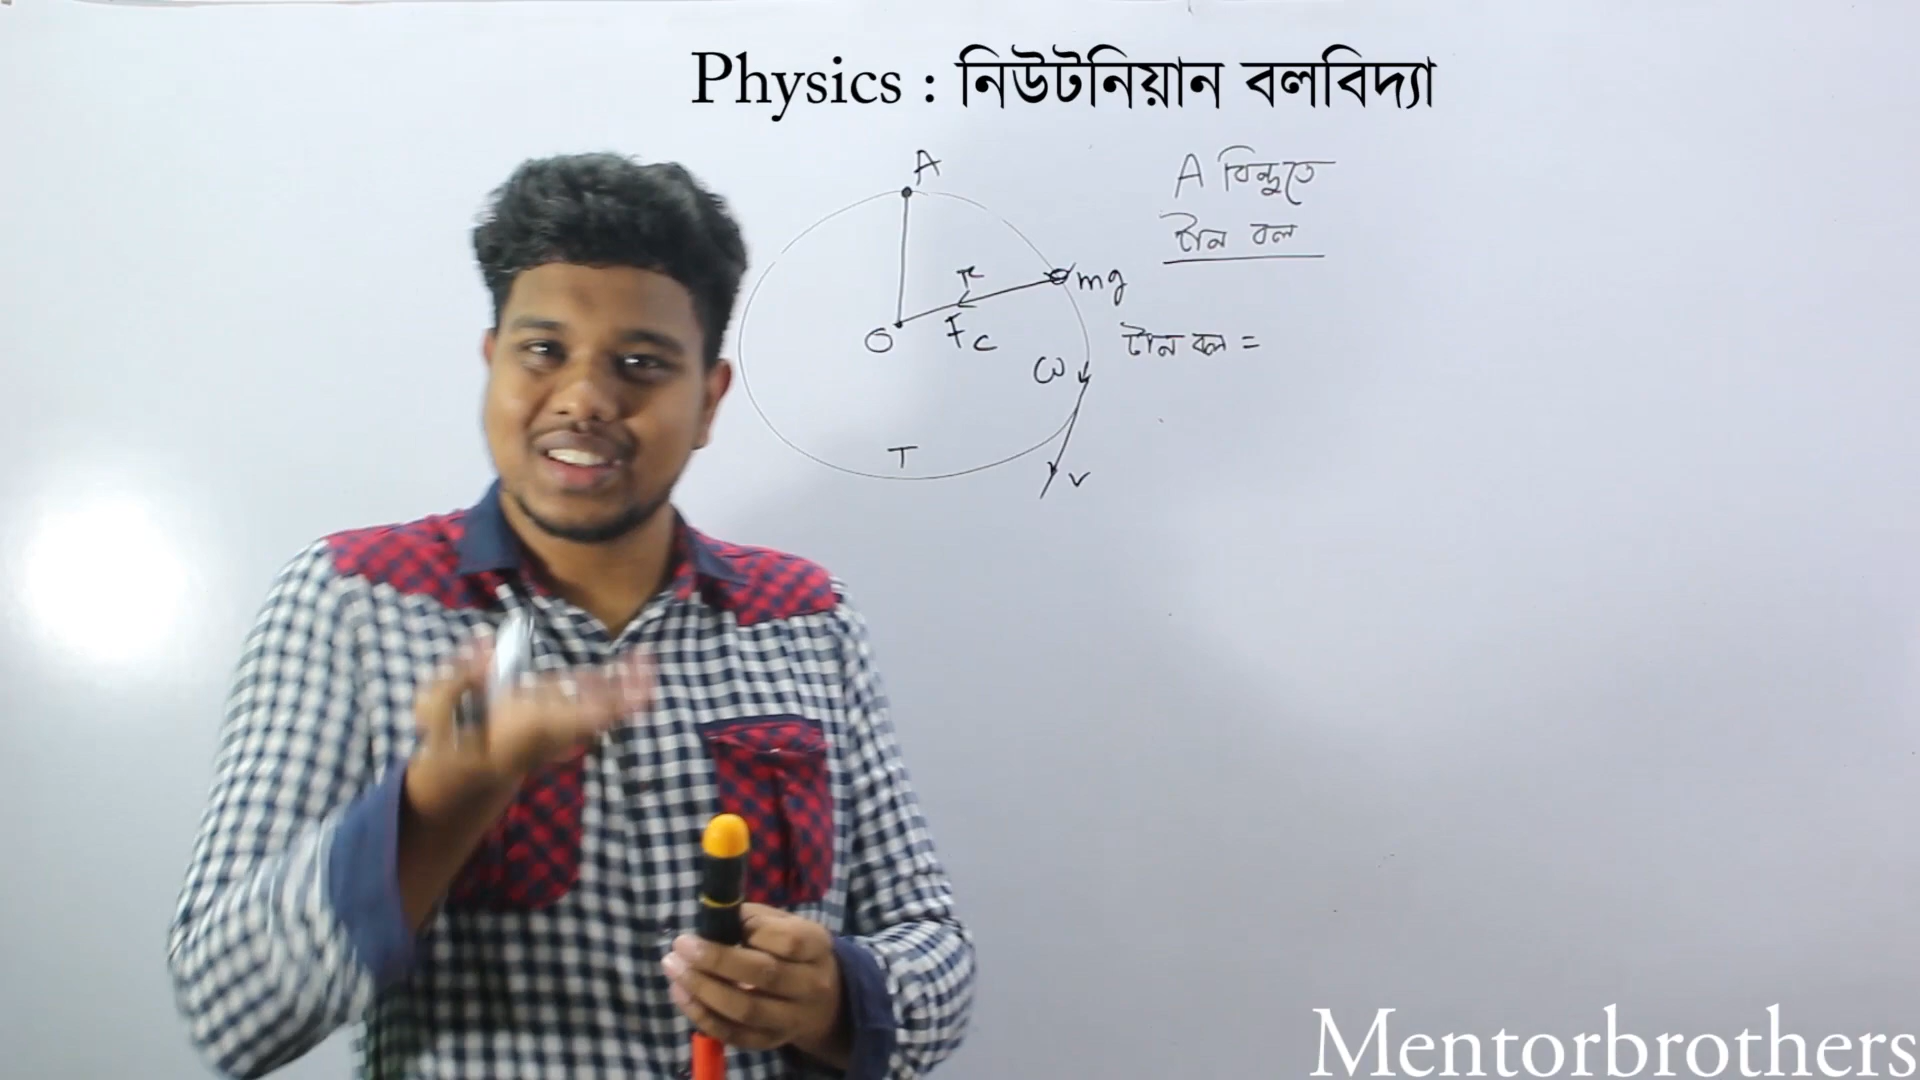 Physics : নিউটনিয়ান বলবিদ্যা
A
A বিন্দুতে
টান বল
r
mg
O
Fc
টান বল =
ω
T
v
Mentorbrothers